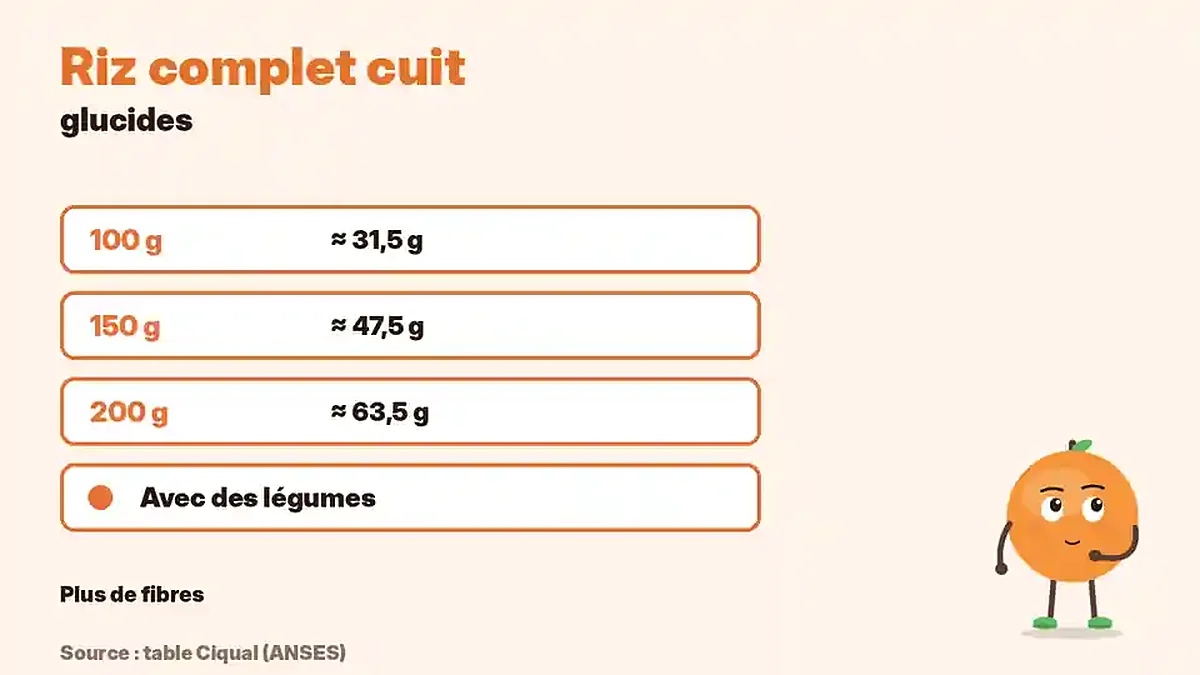 Riz complet cuit
glucides
100 g ≈ 31,5 g
150 g ≈ 47,5 g
200 g ≈ 63,5 g
Avec des légumes
Plus de fibres
Source : table Ciqual (ANSES)